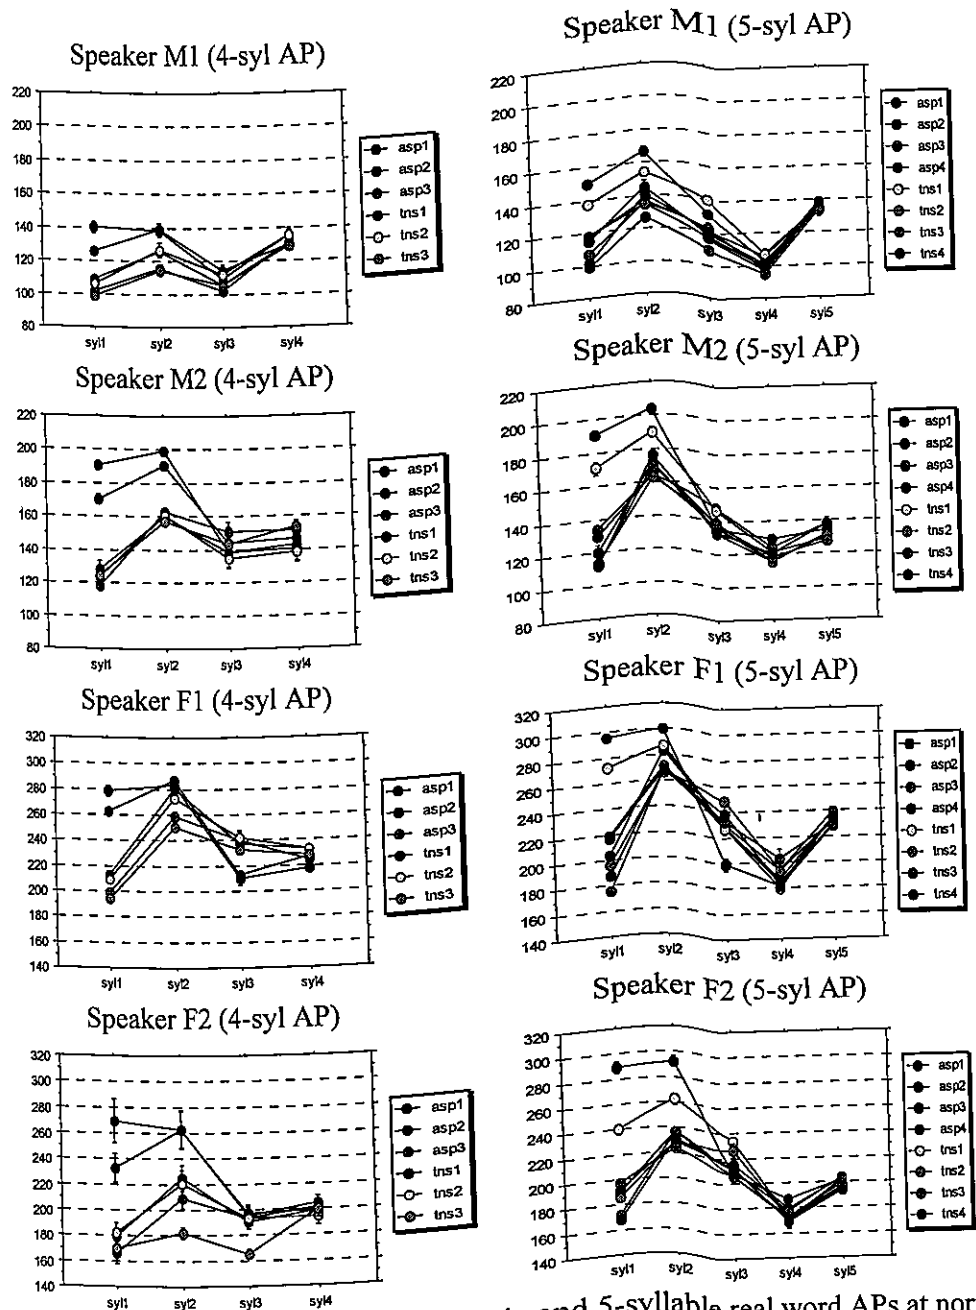 Speaker M1 (4-syl AP)
220
200
180
160
140
120
100
80
syl1 syl2 syl3 syl4
asp1
asp2
asp3
tns1
tns2
tns3
Speaker M1 (5-syl AP)
220
200
180
160
140
120
100
80
syl1 syl2 syl3 syl4 syl5
asp1
asp2
asp3
asp4
tns1
tns2
tns3
tns4
Speaker M2 (4-syl AP)
220
200
180
160
140
120
100
80
syl1 syl2 syl3 syl4
asp1
asp2
asp3
tns1
tns2
tns3
Speaker M2 (5-syl AP)
220
200
180
160
140
120
100
80
syl1 syl2 syl3 syl4 syl5
asp1
asp2
asp3
asp4
tns1
tns2
tns3
tns4
Speaker F1 (4-syl AP)
320
300
280
260
240
220
200
180
160
140
syl1 syl2 syl3 syl4
asp1
asp2
asp3
tns1
tns2
tns3
Speaker F1 (5-syl AP)
320
300
280
260
240
220
200
180
160
140
syl1 syl2 syl3 syl4 syl5
asp1
asp2
asp3
asp4
tns1
tns2
tns3
tns4
Speaker F2 (4-syl AP)
320
300
280
260
240
220
200
180
160
140
syl1 syl2 syl3 syl4
asp1
asp2
asp3
tns1
tns2
tns3
Speaker F2 (5-syl AP)
320
300
280
260
240
220
200
180
160
140
syl1 syl2 syl3 syl4 syl5
asp1
asp2
asp3
asp4
tns1
tns2
tns3
tns4
and 5-syllable real word APs at nor